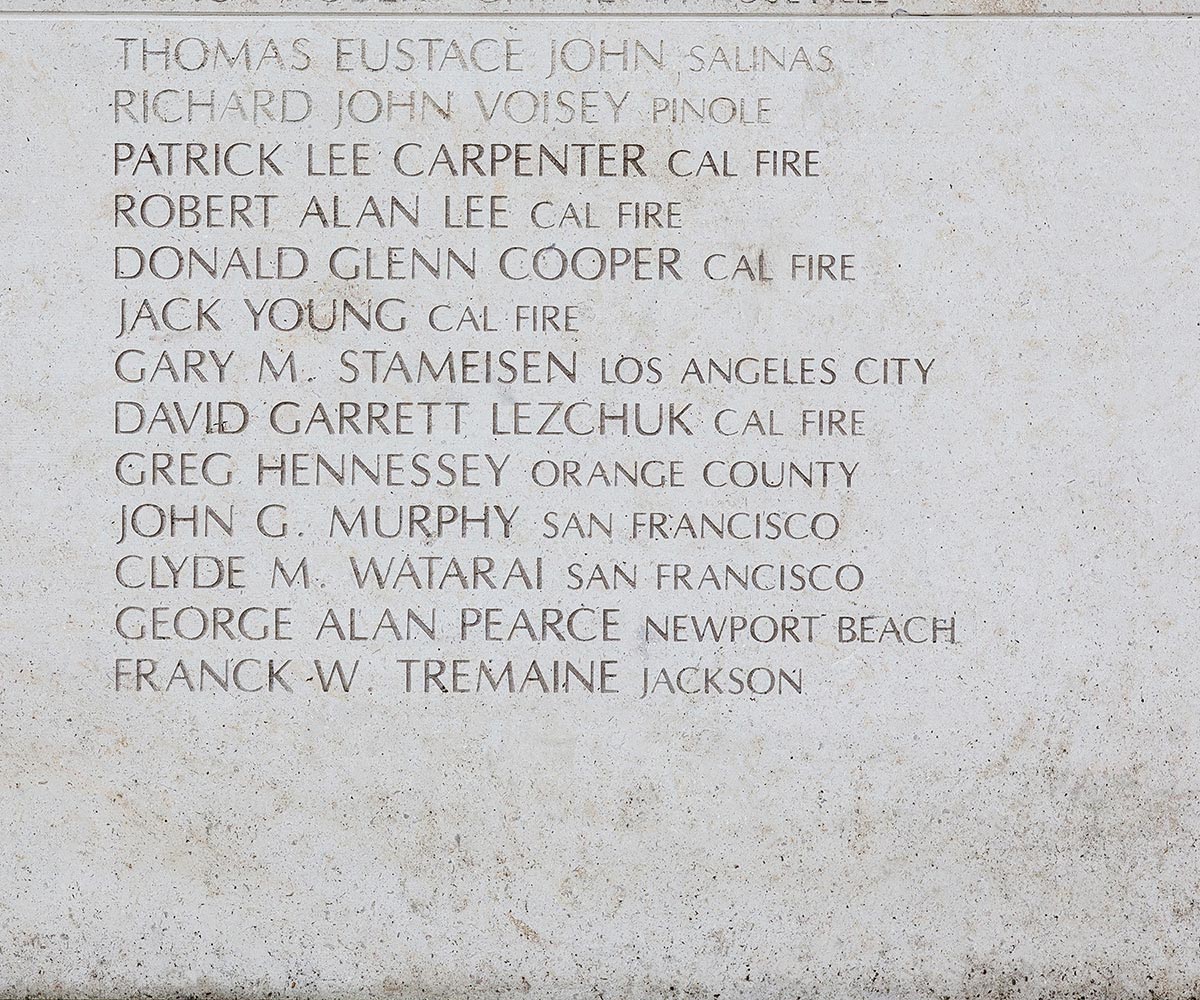 THOMAS EUSTACE JOHN SALINAS
RICHARD JOHN VOISEY PINOLE
PATRICK LEE CARPENTER CAL FIRE
ROBERT ALAN LEE CAL FIRE
DONALD GLENN COOPER CAL FIRE
JACK YOUNG CAL FIRE
GARY M. STAMEISEN LOS ANGELES CITY
DAVID GARRETT LEZCHUK CAL FIRE
GREG HENNESSEY ORANGE COUNTY
JOHN G. MURPHY SAN FRANCISCO
CLYDE M. WATARAI SAN FRANCISCO
GEORGE ALAN PEARCE NEWPORT BEACH
FRANCK W. TREMAINE JACKSON